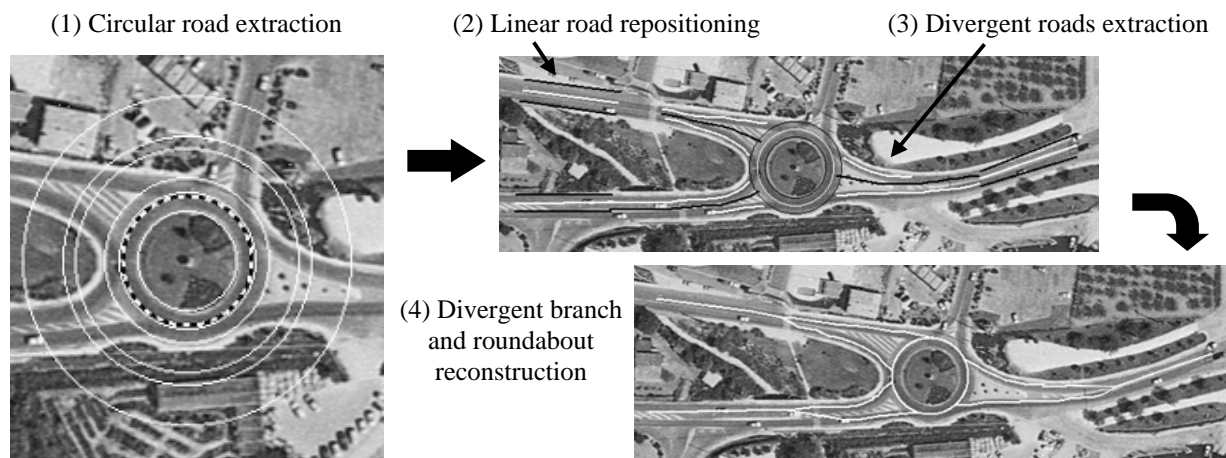 (1) Circular road extraction
(2) Linear road repositioning
(3) Divergent roads extraction
(4) Divergent branch
and roundabout
reconstruction